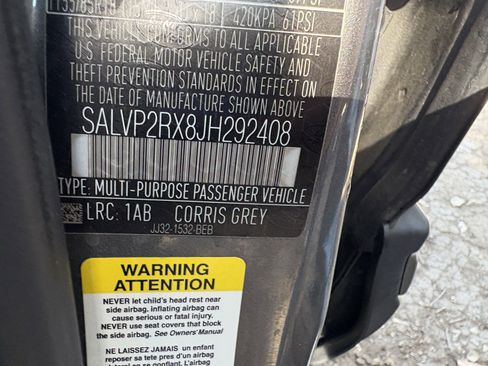 420KPA 61PSI
THIS VEHICLE CONFORMS TO ALL APPLICABLE
U.S. FEDERAL MOTOR VEHICLE SAFETY AND
THEFT PREVENTION STANDARDS IN EFFECT ON
THE DATE OF MANUFACTURE SHOWN ABOVE
SALVP2RX8JH292408
TYPE: MULTI-PURPOSE PASSENGER VEHICLE
LRC: 1AB CORRIS GREY
JJ32-1532-BEB
WARNING
ATTENTION
NEVER let child's head rest near
side airbag. inflating airbag can
cause serious or fatal injury.
NEVER use seat covers that block
the side airbag. See Owners' Manual
NE LAISSEZ JAMAIS un enfant
reposer sa tete pres d'un airbag